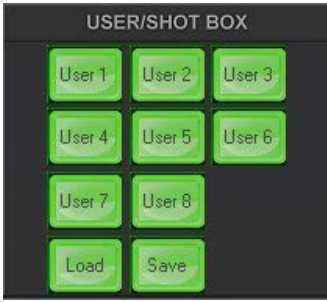 USER/SHOT BOX
User 1 User 2 User 3
User 4 User 5 User 6
User 7 User 8
Load Save